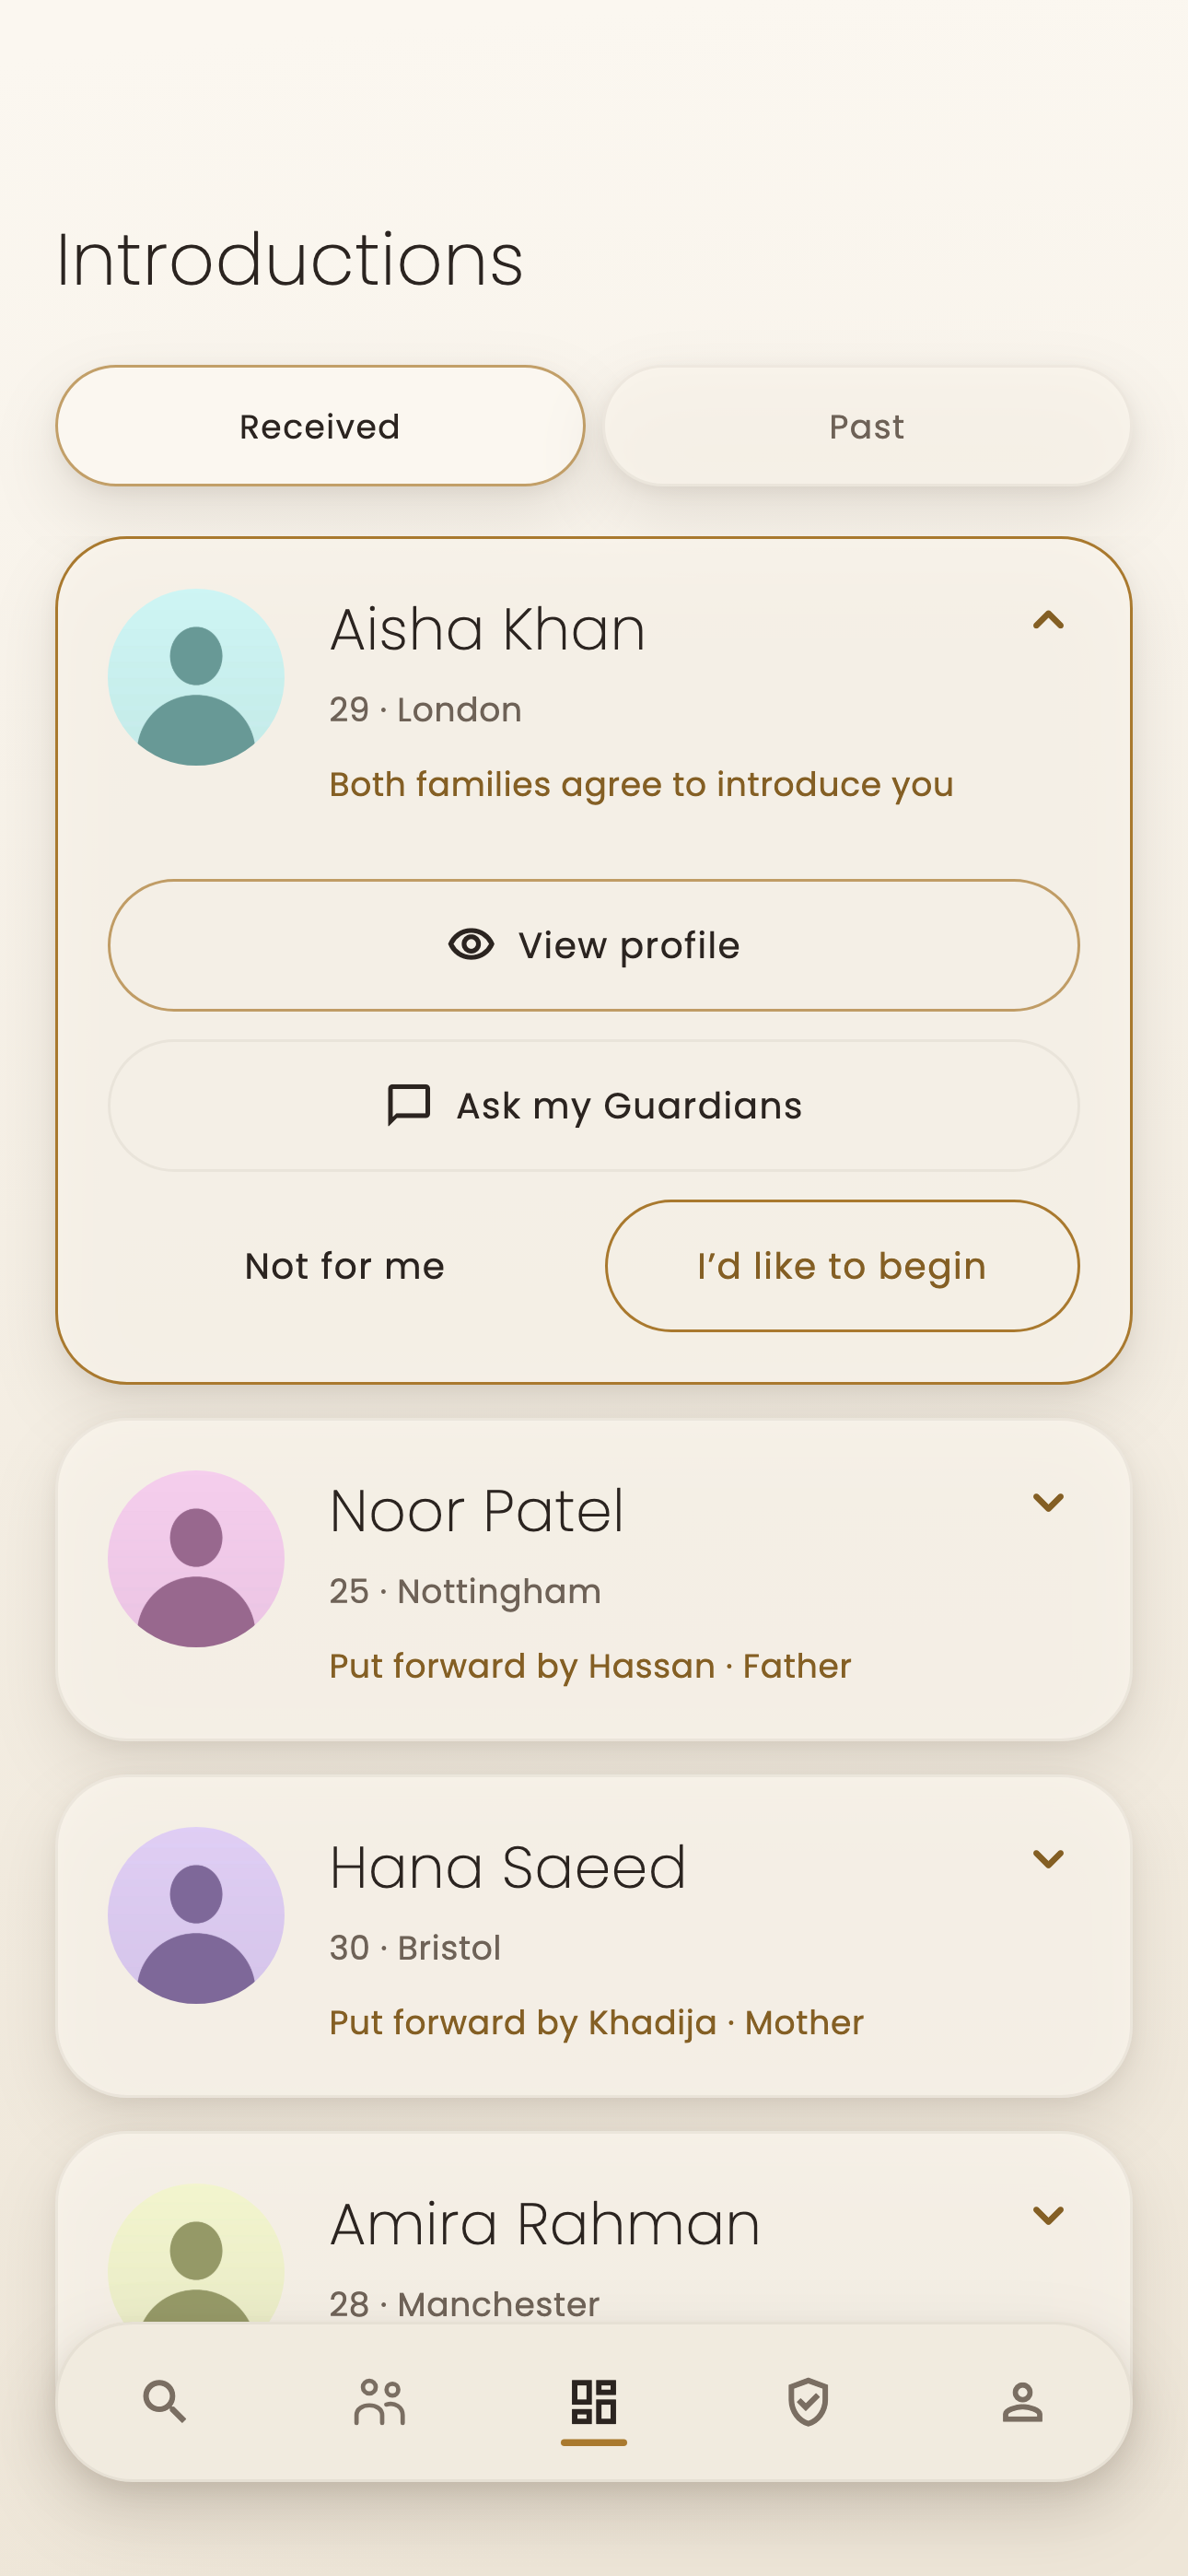 Introductions
Received
Past
Aisha Khan
29 · London
Both families agree to introduce you
View profile
Ask my Guardians
Not for me
I’d like to begin
Noor Patel
25 · Nottingham
Put forward by Hassan · Father
Hana Saeed
30 · Bristol
Put forward by Khadija · Mother
Amira Rahman
28 · Manchester